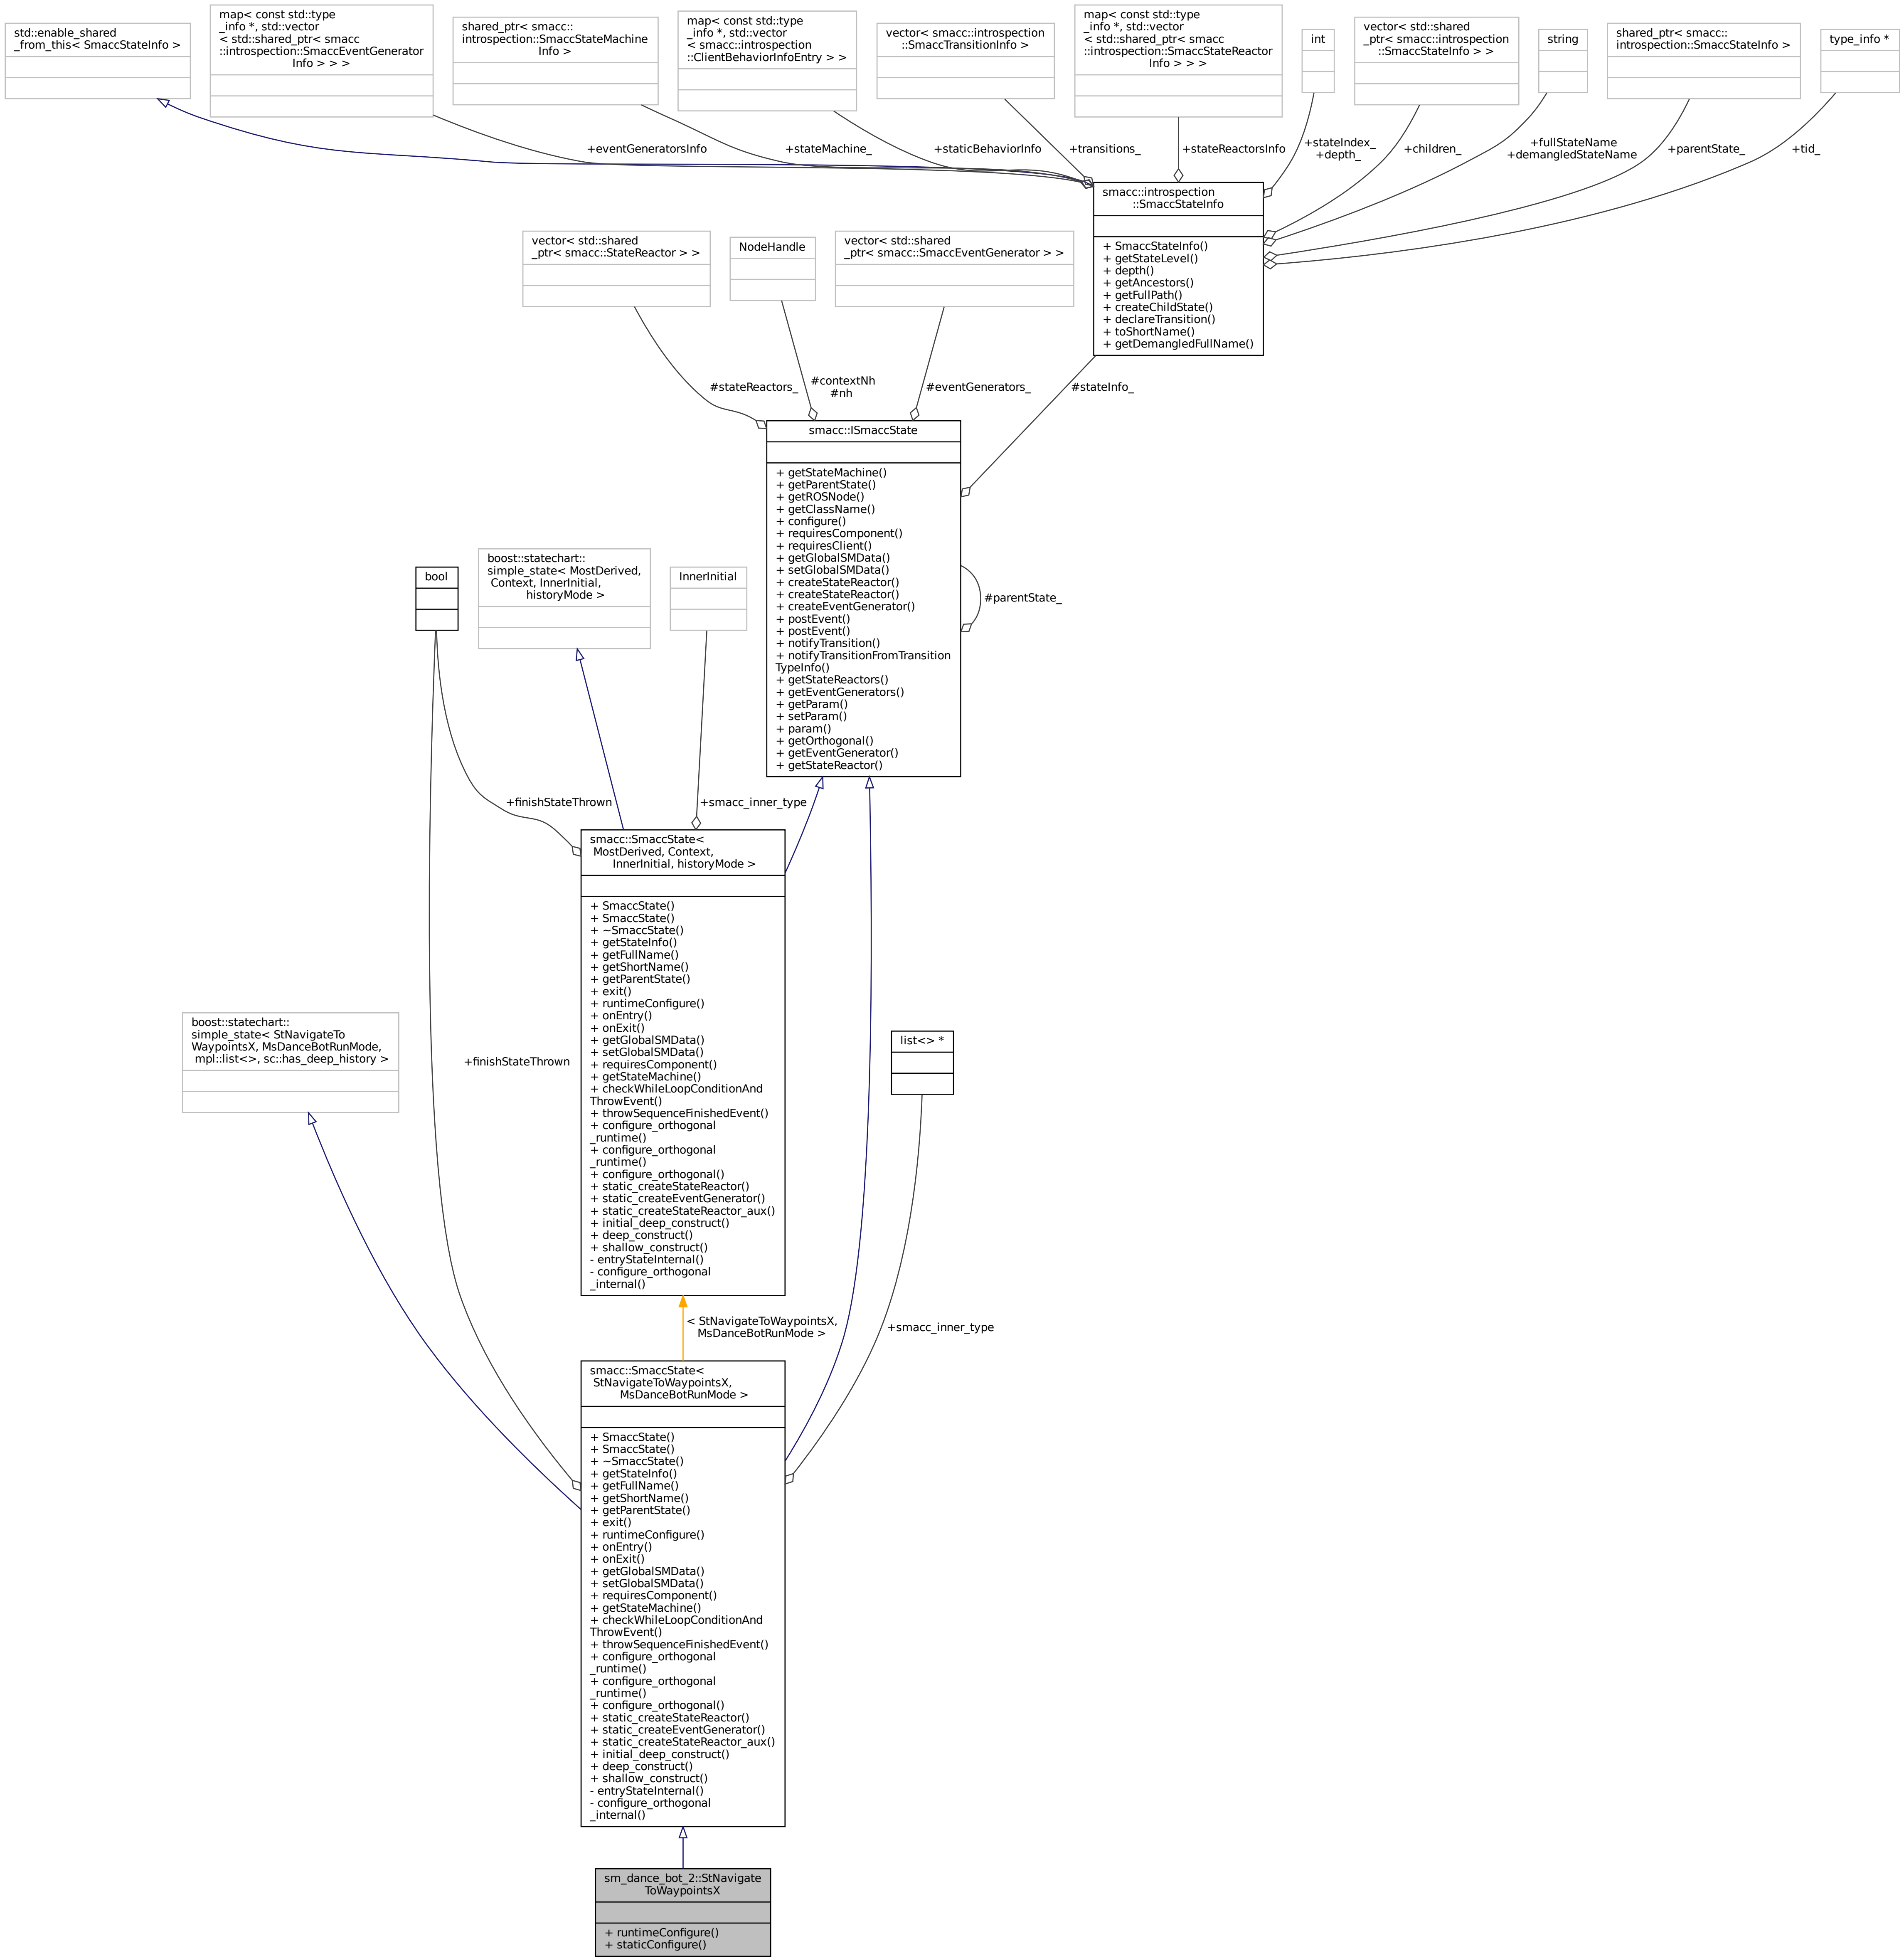 std::enable_shared
_from_this< SmaccStateInfo >
map< const std::type
_info *, std::vector
< std::shared_ptr< smacc
::introspection::SmaccEventGenerator
Info > > >
shared_ptr< smacc::
introspection::SmaccStateMachine
Info >
map< const std::type
_info *, std::vector
< smacc::introspection
::ClientBehaviorInfoEntry > >
vector< smacc::introspection
::SmaccTransitionInfo >
map< const std::type
_info *, std::vector
< std::shared_ptr< smacc
::introspection::SmaccStateReactor
Info > > >
int
vector< std::shared
_ptr< smacc::introspection
::SmaccStateInfo > >
string
shared_ptr< smacc::
introspection::SmaccStateInfo >
type_info *
+eventGeneratorsInfo
+stateMachine_
+staticBehaviorInfo
+transitions_
+stateReactorsInfo
+stateIndex_
+depth_
+children_
+fullStateName
+demangledStateName
+parentState_
+tid_
smacc::introspection
::SmaccStateInfo
+ SmaccStateInfo()
+ getStateLevel()
+ depth()
+ getAncestors()
+ getFullPath()
+ createChildState()
+ declareTransition()
+ toShortName()
+ getDemangledFullName()
vector< std::shared
_ptr< smacc::StateReactor > >
NodeHandle
vector< std::shared
_ptr< smacc::SmaccEventGenerator > >
#stateReactors_
#contextNh
#nh
#eventGenerators_
#stateInfo_
smacc::ISmaccState
+ getStateMachine()
+ getParentState()
+ getROSNode()
+ getClassName()
+ configure()
+ requiresComponent()
+ requiresClient()
+ getGlobalSMData()
+ setGlobalSMData()
+ createStateReactor()
+ createStateReactor()
+ createEventGenerator()
+ postEvent()
+ postEvent()
+ notifyTransition()
+ notifyTransitionFromTransition
TypeInfo()
+ getStateReactors()
+ getEventGenerators()
+ getParam()
+ setParam()
+ param()
+ getOrthogonal()
+ getEventGenerator()
+ getStateReactor()
#parentState_
bool
boost::statechart::
simple_state< MostDerived,
Context, InnerInitial,
historyMode >
InnerInitial
+finishStateThrown
+smacc_inner_type
smacc::SmaccState<
MostDerived, Context,
InnerInitial, historyMode >
+ SmaccState()
+ SmaccState()
+ ~SmaccState()
+ getStateInfo()
+ getFullName()
+ getShortName()
+ getParentState()
+ exit()
+ runtimeConfigure()
+ onEntry()
+ onExit()
+ getGlobalSMData()
+ setGlobalSMData()
+ requiresComponent()
+ getStateMachine()
+ checkWhileLoopConditionAnd
ThrowEvent()
+ throwSequenceFinishedEvent()
+ configure_orthogonal
_runtime()
+ configure_orthogonal
_runtime()
+ configure_orthogonal()
+ static_createStateReactor()
+ static_createEventGenerator()
+ static_createStateReactor_aux()
+ initial_deep_construct()
+ deep_construct()
+ shallow_construct()
- entryStateInternal()
- configure_orthogonal
_internal()
boost::statechart::
simple_state< StNavigateTo
WaypointsX, MsDanceBotRunMode,
mpl::list<>, sc::has_deep_history >
+finishStateThrown
list<> *
< StNavigateToWaypointsX,
MsDanceBotRunMode >
+smacc_inner_type
smacc::SmaccState<
StNavigateToWaypointsX,
MsDanceBotRunMode >
+ SmaccState()
+ SmaccState()
+ ~SmaccState()
+ getStateInfo()
+ getFullName()
+ getShortName()
+ getParentState()
+ exit()
+ runtimeConfigure()
+ onEntry()
+ onExit()
+ getGlobalSMData()
+ setGlobalSMData()
+ requiresComponent()
+ getStateMachine()
+ checkWhileLoopConditionAnd
ThrowEvent()
+ throwSequenceFinishedEvent()
+ configure_orthogonal
_runtime()
+ configure_orthogonal
_runtime()
+ configure_orthogonal()
+ static_createStateReactor()
+ static_createEventGenerator()
+ static_createStateReactor_aux()
+ initial_deep_construct()
+ deep_construct()
+ shallow_construct()
- entryStateInternal()
- configure_orthogonal
_internal()
sm_dance_bot_2::StNavigate
ToWaypointsX
+ runtimeConfigure()
+ staticConfigure()